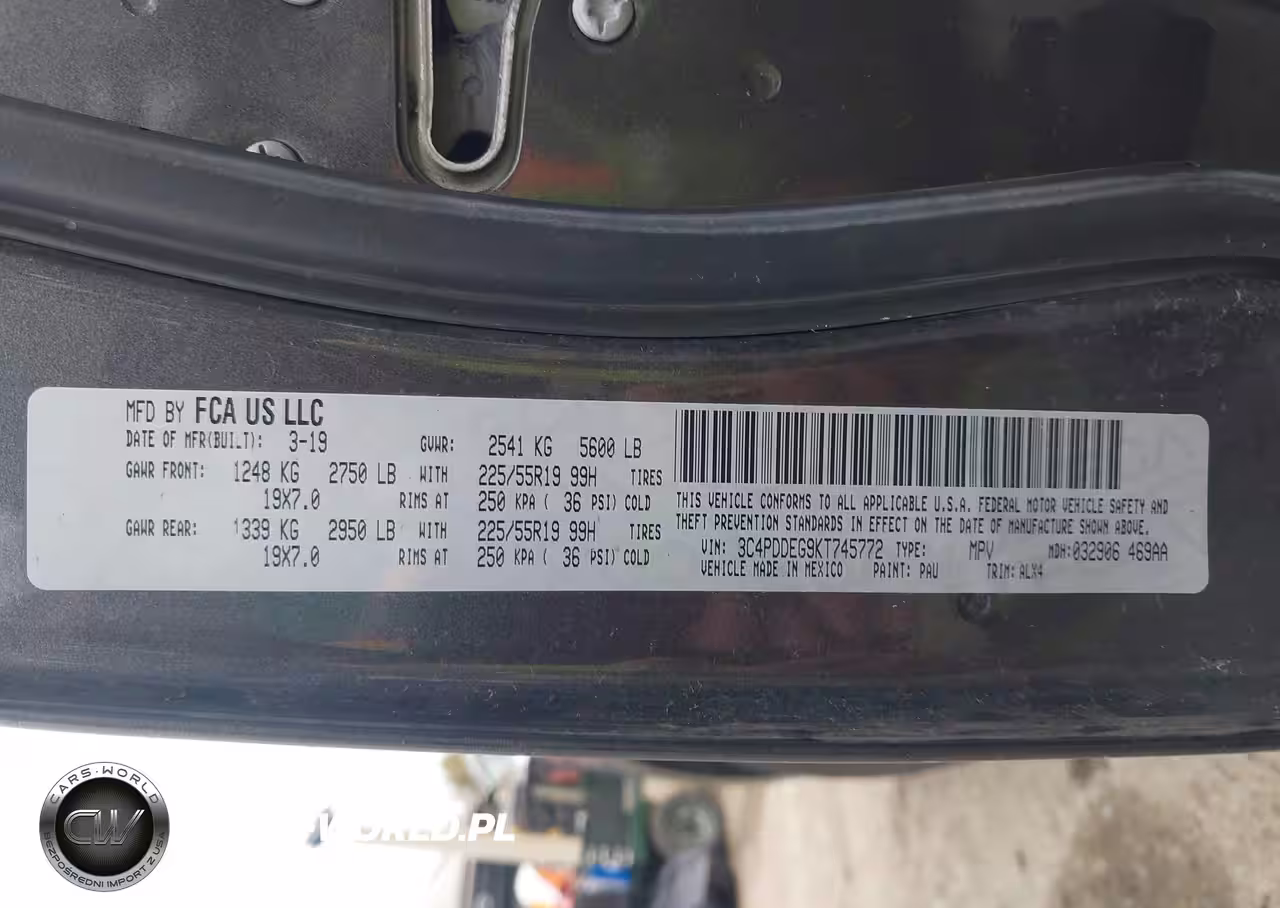 MFD BY FCA US LLC
DATE OF MFR(BUILT): 3-19 GVWR: 2541 KG 5600 LB
GAWR FRONT: 1248 KG 2750 LB WITH 225/55R19 99H TIRES
19X7.0 RIMS AT 250 KPA ( 36 PSI) COLD
GAWR REAR: 1339 KG 2950 LB WITH 225/55R19 99H TIRES
19X7.0 RIMS AT 250 KPA ( 36 PSI) COLD
THIS VEHICLE CONFORMS TO ALL APPLICABLE U.S.A. FEDERAL MOTOR VEHICLE SAFETY AND
THEFT PREVENTION STANDARDS IN EFFECT ON THE DATE OF MANUFACTURE SHOWN ABOVE.
VIN: 3C4PDDEG9KT745772 TYPE: MPV MDH:032906 469AA
VEHICLE MADE IN MEXICO PAINT: PAU TRIM: ALX4
CARS-WORLD
CW
BEZPOŚREDNI IMPORT Z USA
WORLD.PL